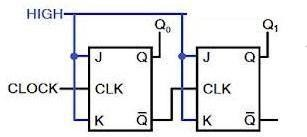 HIGH
Q₀ Q₁
J Q J Q
CLOCK CLK CLK
K Q̅ K Q̅